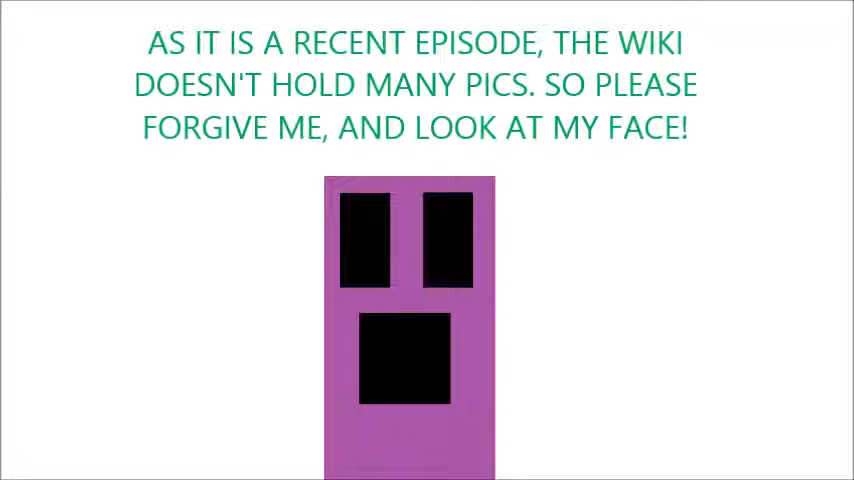 AS IT IS A RECENT EPISODE, THE WIKI
DOESN'T HOLD MANY PICS. SO PLEASE
FORGIVE ME, AND LOOK AT MY FACE!